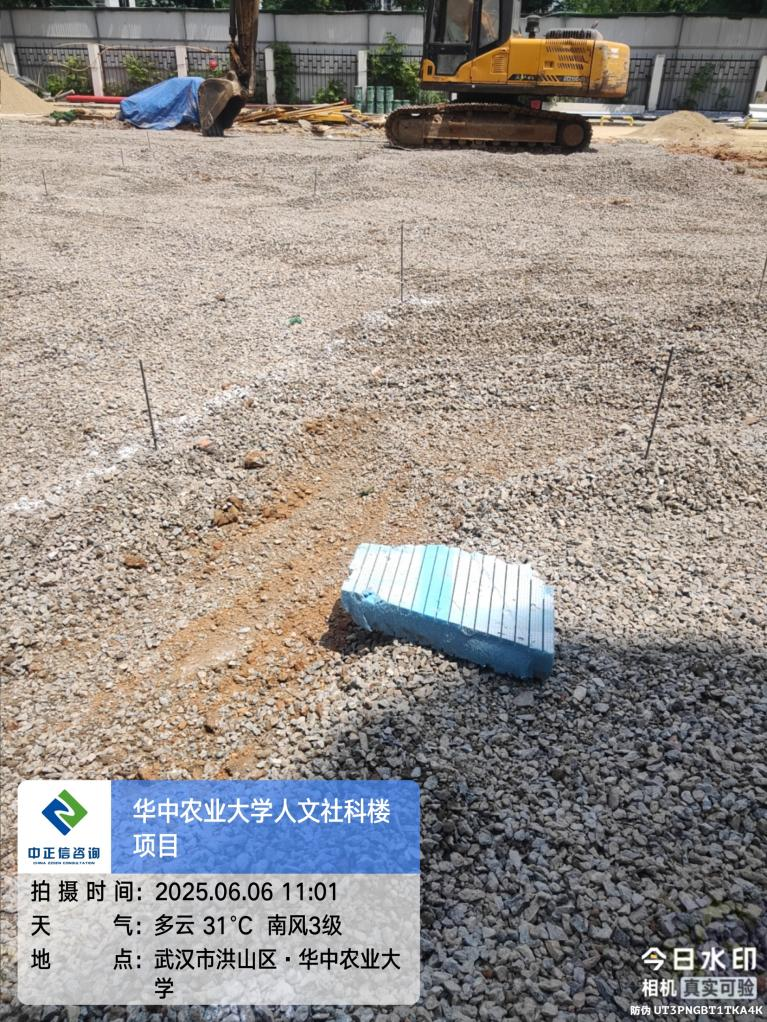 华中农业大学人文社科楼
项目
中正信咨询
CHINA ZEXIN CONSULTATION
拍摄时间：2025.06.06 11:01
天气：多云 31℃ 南风3级
地点：武汉市洪山区·华中农业大
学
今日水印
相机 真实可验
防伪 UT3PNGBT1TKA4K